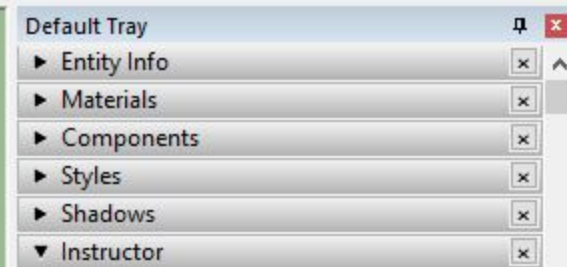 Default Tray
Entity Info
Materials
Components
Styles
Shadows
Instructor